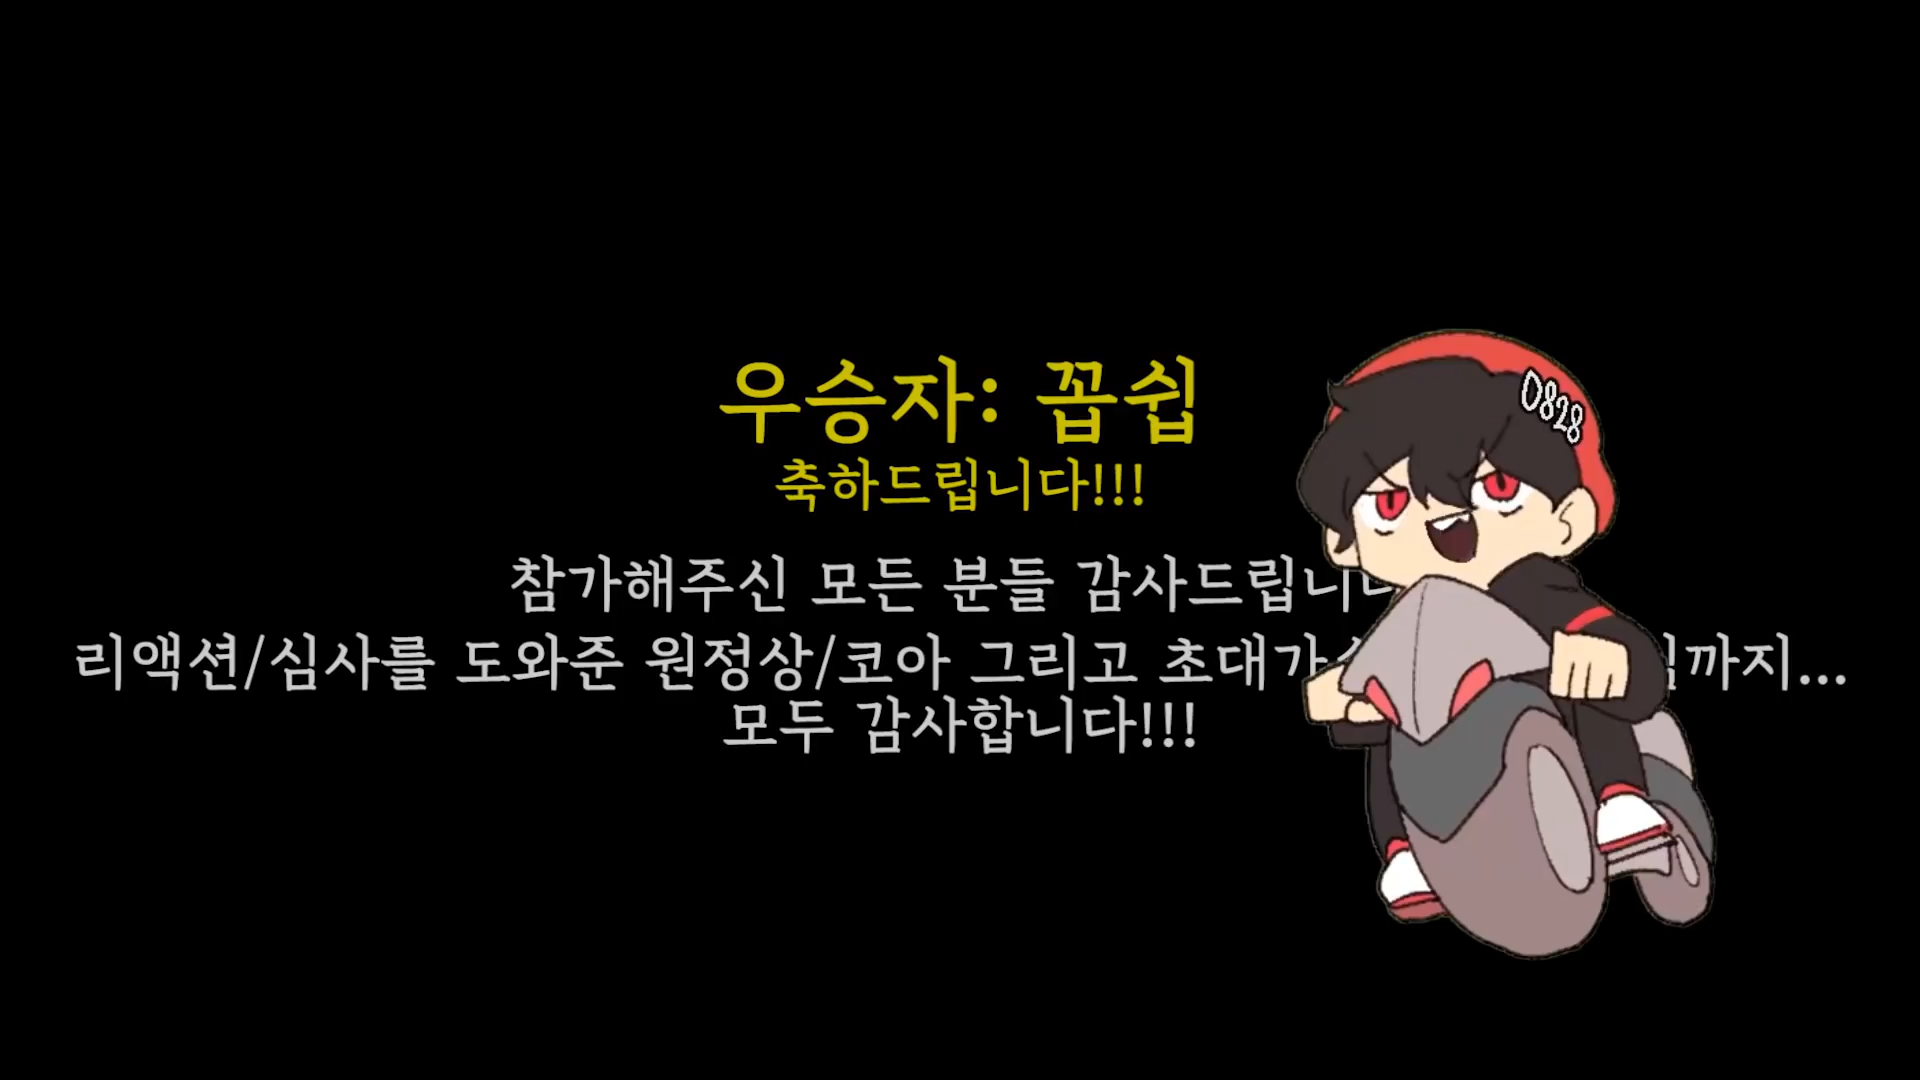 우승자: 꼽쉽
축하드립니다!!!
0828
참가해주신 모든 분들 감사드립니
리액션/심사를 도와준 원정상/코아 그리고 초대가 까지...
모두 감사합니다!!!